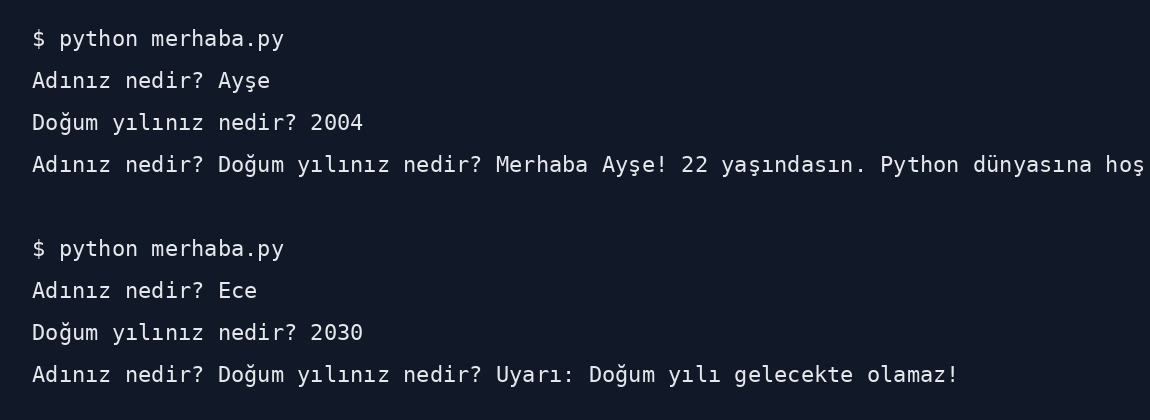 $ python merhaba.py
Adınız nedir? Ayşe
Doğum yılınız nedir? 2004
Adınız nedir? Doğum yılınız nedir? Merhaba Ayşe! 22 yaşındasın. Python dünyasına hoş
$ python merhaba.py
Adınız nedir? Ece
Doğum yılınız nedir? 2030
Adınız nedir? Doğum yılınız nedir? Uyarı: Doğum yılı gelecekte olamaz!